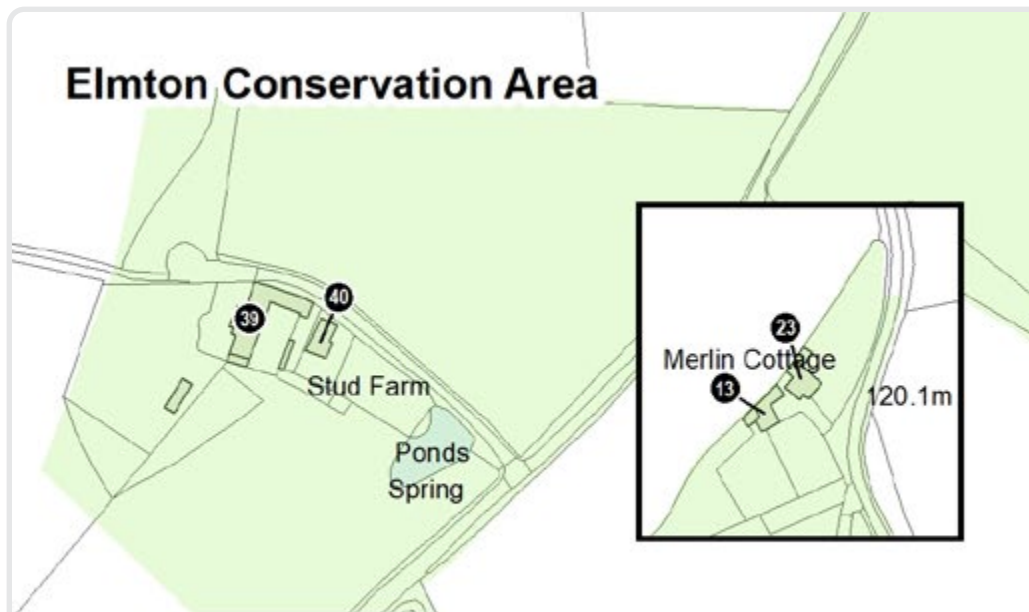 Elmton Conservation Area
40
39
23
Merlin Cottage
13
Stud Farm
120.1m
Ponds
Spring